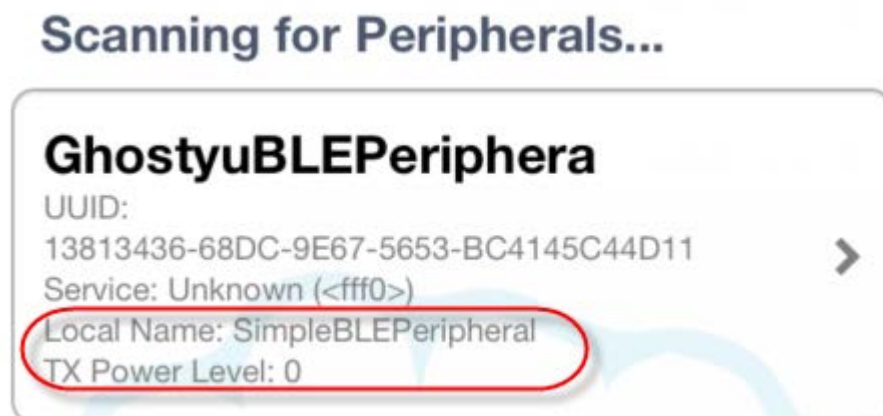 Scanning for Peripherals...
GhostyuBLEPeriphera
UUID:
13813436-68DC-9E67-5653-BC4145C44D11
Service: Unknown (<fff0>)
Local Name: SimpleBLEPeripheral
TX Power Level: 0